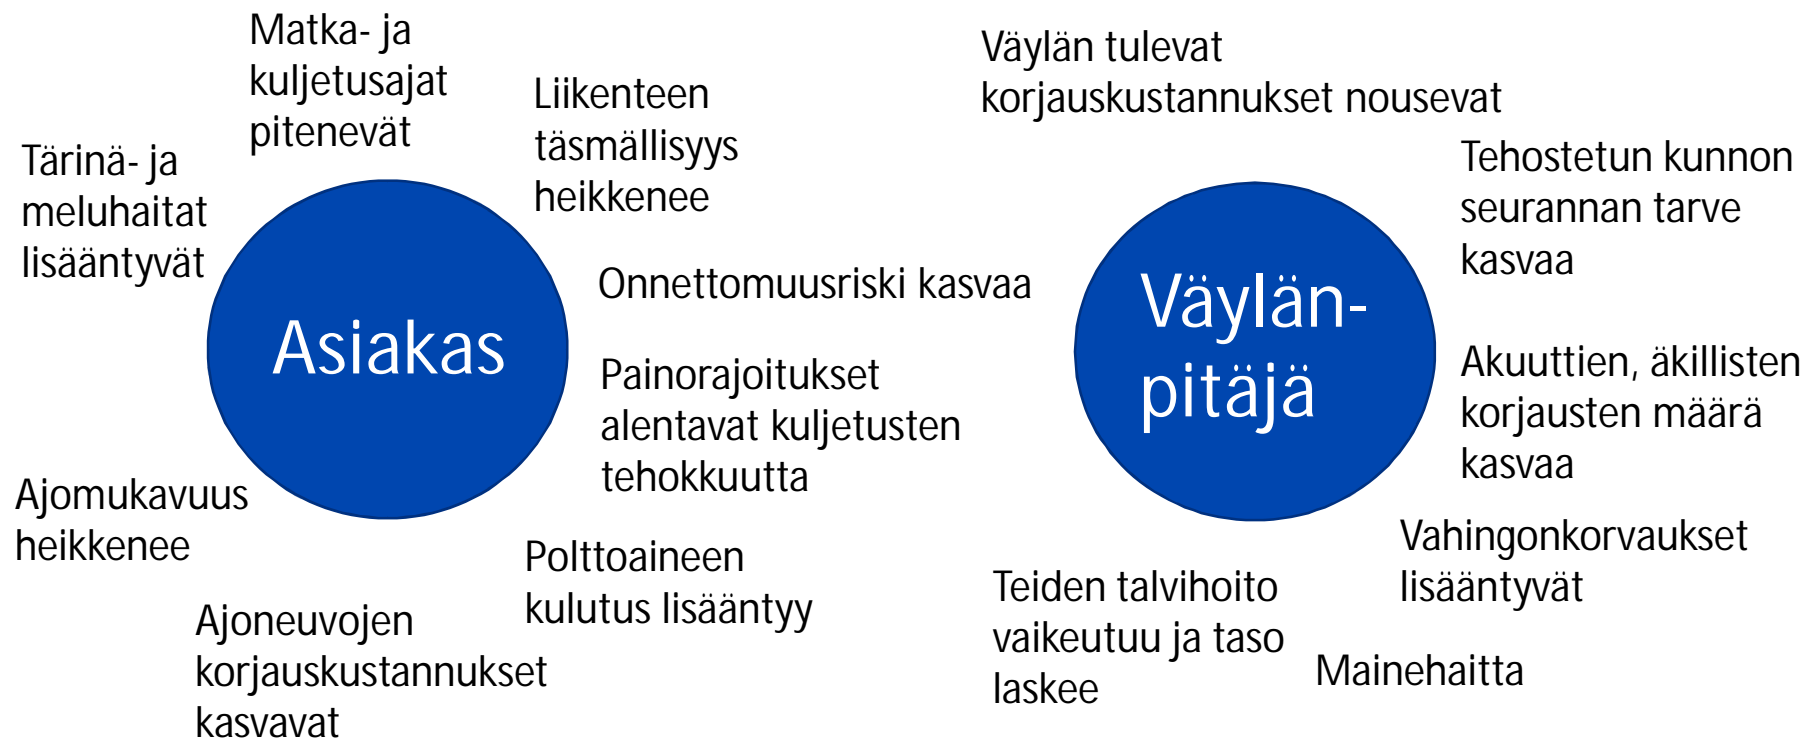 Matka- ja
kuljetusajat
pitenevät
Liikenteen
täsmällisyys
heikkenee
Tärinä- ja
meluhaitat
lisääntyvät
Asiakas
Onnettomuusriski kasvaa
Painorajoitukset
alentavat kuljetusten
tehokkuutta
Ajomukavuus
heikkenee
Polttoaineen
kulutus lisääntyy
Ajoneuvojen
korjauskustannukset
kasvavat
Väylän tulevat
korjauskustannukset nousevat
Tehostetun kunnon
seurannan tarve
kasvaa
Väylän-
pitäjä
Akuuttien, äkillisten
korjausten määrä
kasvaa
Vahingonkorvaukset
lisääntyvät
Teiden talvihoito
vaikeutuu ja taso
laskee
Mainehaitta